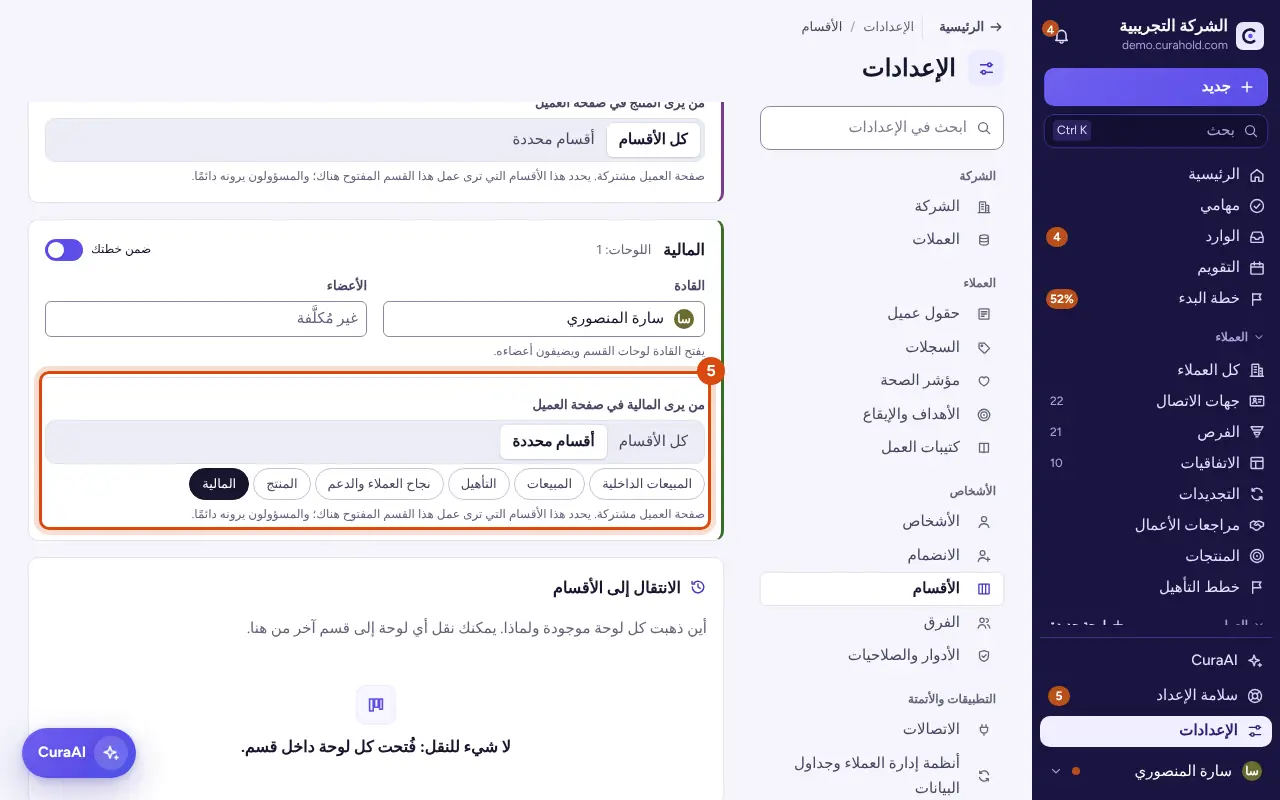 الشركة التجريبية
demo.curahold.com
4
جديد
بحث
Ctrl K
الرئيسية
مهامي
الوارد
4
التقويم
خطة البدء
52%
العملاء
كل العملاء
جهات الاتصال
22
الفرص
21
الاتفاقيات
10
التجديدات
مراجعات الأعمال
المنتجات
خطط التأهيل
CuraAI
سلامة الإعداد
5
الإعدادات
سا
سارة المنصوري
الرئيسية
الإعدادات / الأقسام
الإعدادات
ابحث في الإعدادات
الشركة
الشركة
العملات
العملاء
حقول عميل
السجلات
مؤشر الصحة
الأهداف والإيقاع
كتيبات العمل
الأشخاص
الأشخاص
الانضمام
الأقسام
الفرق
الأدوار والصلاحيات
التطبيقات والأتمتة
الاتصالات
أنظمة إدارة العملاء وجداول
البيانات
من يرى المنتج في صفحة العميل
كل الأقسام
أقسام محددة
صفحة العميل مشتركة. يحدد هذا الأقسام التي ترى عمل هذا القسم المفتوح هناك؛ والمسؤولون يرونه دائمًا.
المالية
اللوحات: 1
ضمن خطتك
القادة
الأعضاء
سا
سارة المنصوري
غير مُكلَّفة
يفتح القادة لوحات القسم ويضيفون أعضاءه.
5
من يرى المالية في صفحة العميل
كل الأقسام
أقسام محددة
المبيعات الداخلية
المبيعات
التأهيل
نجاح العملاء والدعم
المنتج
المالية
صفحة العميل مشتركة. يحدد هذا الأقسام التي ترى عمل هذا القسم المفتوح هناك؛ والمسؤولون يرونه دائمًا.
الانتقال إلى الأقسام
أين ذهبت كل لوحة موجودة ولماذا. يمكنك نقل أي لوحة إلى قسم آخر من هنا.
لا شيء للنقل: فُتحت كل لوحة داخل قسم.
CuraAI